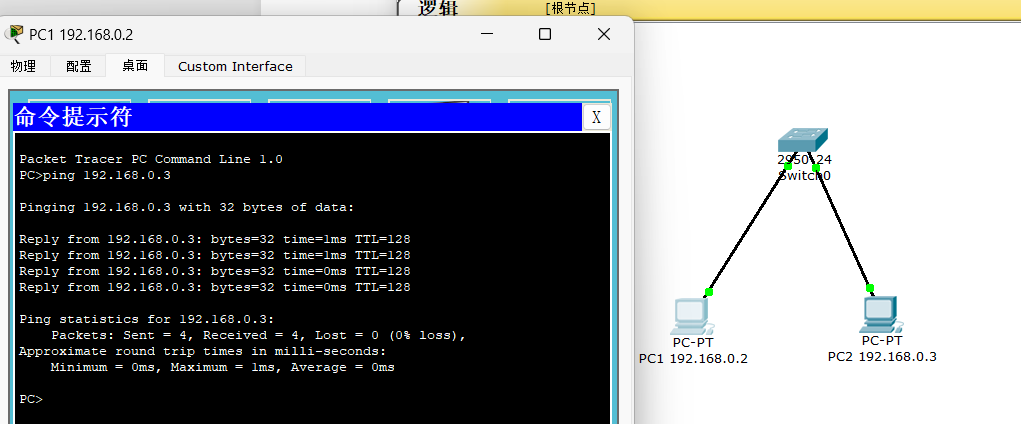 逻辑
[根节点]
PC1 192.168.0.2
物理
配置
桌面
Custom Interface
命令提示符
X
Packet Tracer PC Command Line 1.0
PC>ping 192.168.0.3
Pinging 192.168.0.3 with 32 bytes of data:
Reply from 192.168.0.3: bytes=32 time=1ms TTL=128
Reply from 192.168.0.3: bytes=32 time=1ms TTL=128
Reply from 192.168.0.3: bytes=32 time=0ms TTL=128
Reply from 192.168.0.3: bytes=32 time=0ms TTL=128
Ping statistics for 192.168.0.3:
Packets: Sent = 4, Received = 4, Lost = 0 (0% loss),
Approximate round trip times in milli-seconds:
Minimum = 0ms, Maximum = 1ms, Average = 0ms
PC>
2950-24
Switch0
PC-PT
PC1 192.168.0.2
PC-PT
PC2 192.168.0.3